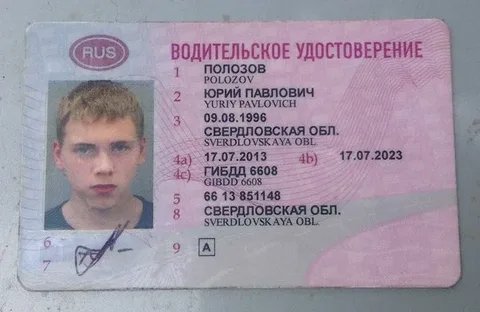 RUS
ВОДИТЕЛЬСКОЕ УДОСТОВЕРЕНИЕ
1 ПОЛОЗОВ
POLOZOV
2 ЮРИЙ ПАВЛОВИЧ
YURIY PAVLOVICH
3 09.08.1996
СВЕРДЛОВСКАЯ ОБЛ.
SVERDLOVSKAYA OBL.
4a) 17.07.2013 4b) 17.07.2023
4c) ГИБДД 6608
GIBDD 6608
5 66 13 851148
8 СВЕРДЛОВСКАЯ ОБЛ.
SVERDLOVSKAY OBL.
6
7
9 A